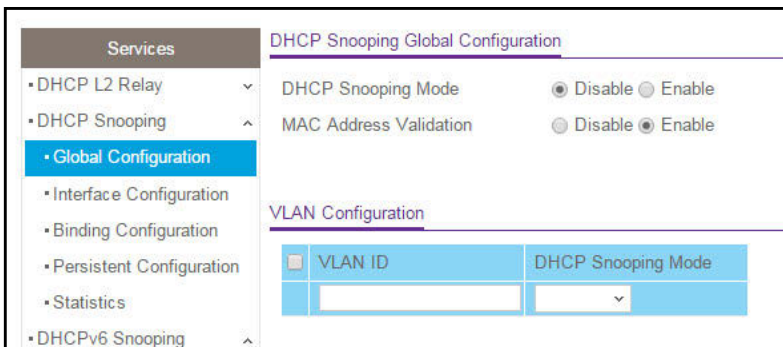 Services
▪ DHCP L2 Relay
▪ DHCP Snooping
▪ Global Configuration
▪ Interface Configuration
▪ Binding Configuration
▪ Persistent Configuration
▪ Statistics
▪ DHCPv6 Snooping
DHCP Snooping Global Configuration
DHCP Snooping Mode Disable Enable
MAC Address Validation Disable Enable
VLAN Configuration
VLAN ID DHCP Snooping Mode